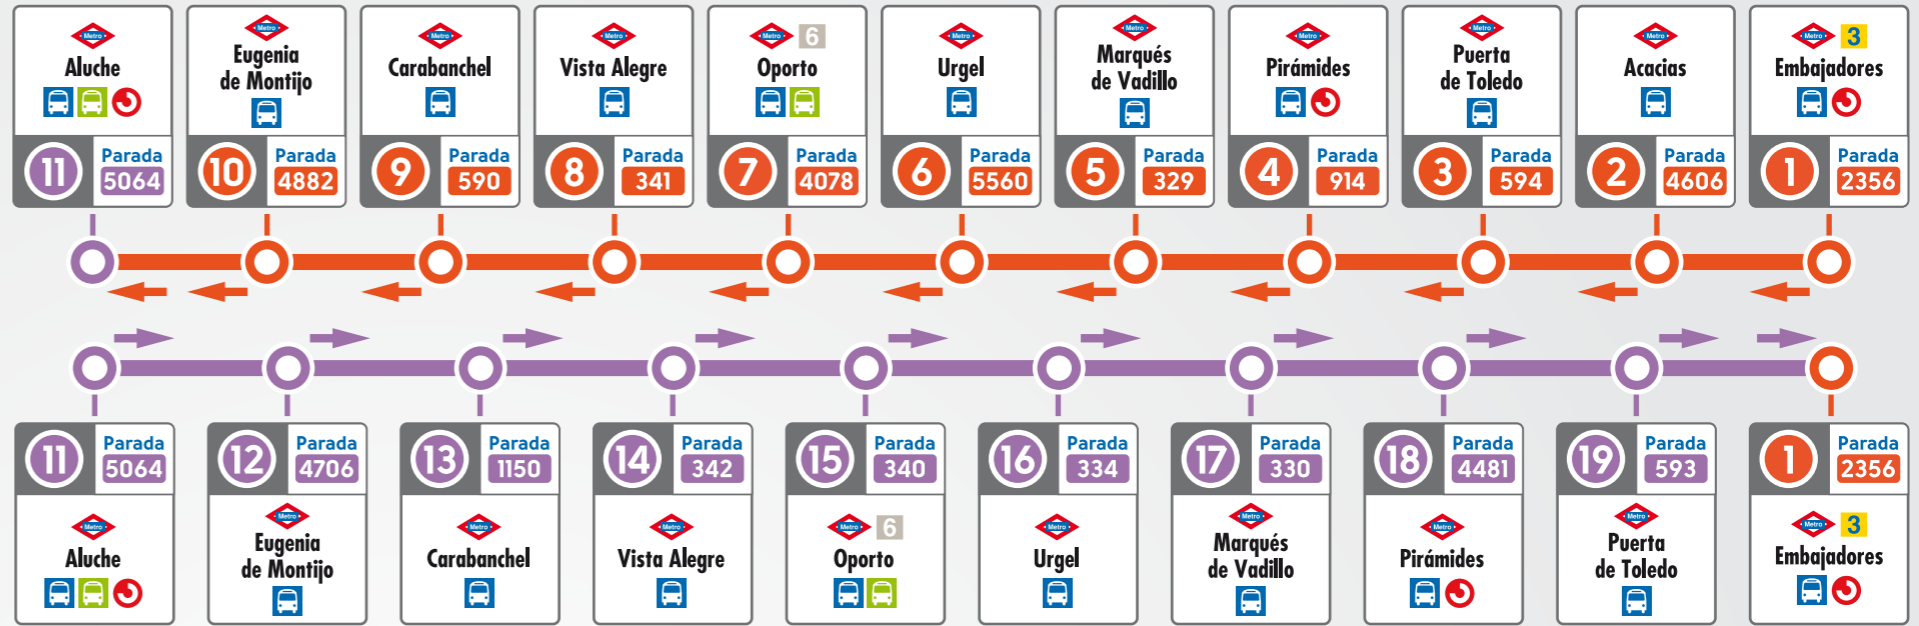 Metro
Aluche
11
Parada
5064
Metro
Eugenia
de Montijo
10
Parada
4882
Metro
Carabanchel
9
Parada
590
Metro
Vista Alegre
8
Parada
341
Metro 6
Oporto
7
Parada
4078
Metro
Urgel
6
Parada
5560
Metro
Marqués
de Vadillo
5
Parada
329
Metro
Pirámides
4
Parada
914
Metro
Puerta
de Toledo
3
Parada
594
Metro
Acacias
2
Parada
4606
Metro 3
Embajadores
1
Parada
2356
11
Parada
5064
Metro
Aluche
12
Parada
4706
Metro
Eugenia
de Montijo
13
Parada
1150
Metro
Carabanchel
14
Parada
342
Metro
Vista Alegre
15
Parada
340
Metro 6
Oporto
16
Parada
334
Metro
Urgel
17
Parada
330
Metro
Marqués
de Vadillo
18
Parada
4481
Metro
Pirámides
19
Parada
593
Metro
Puerta
de Toledo
1
Parada
2356
Metro 3
Embajadores